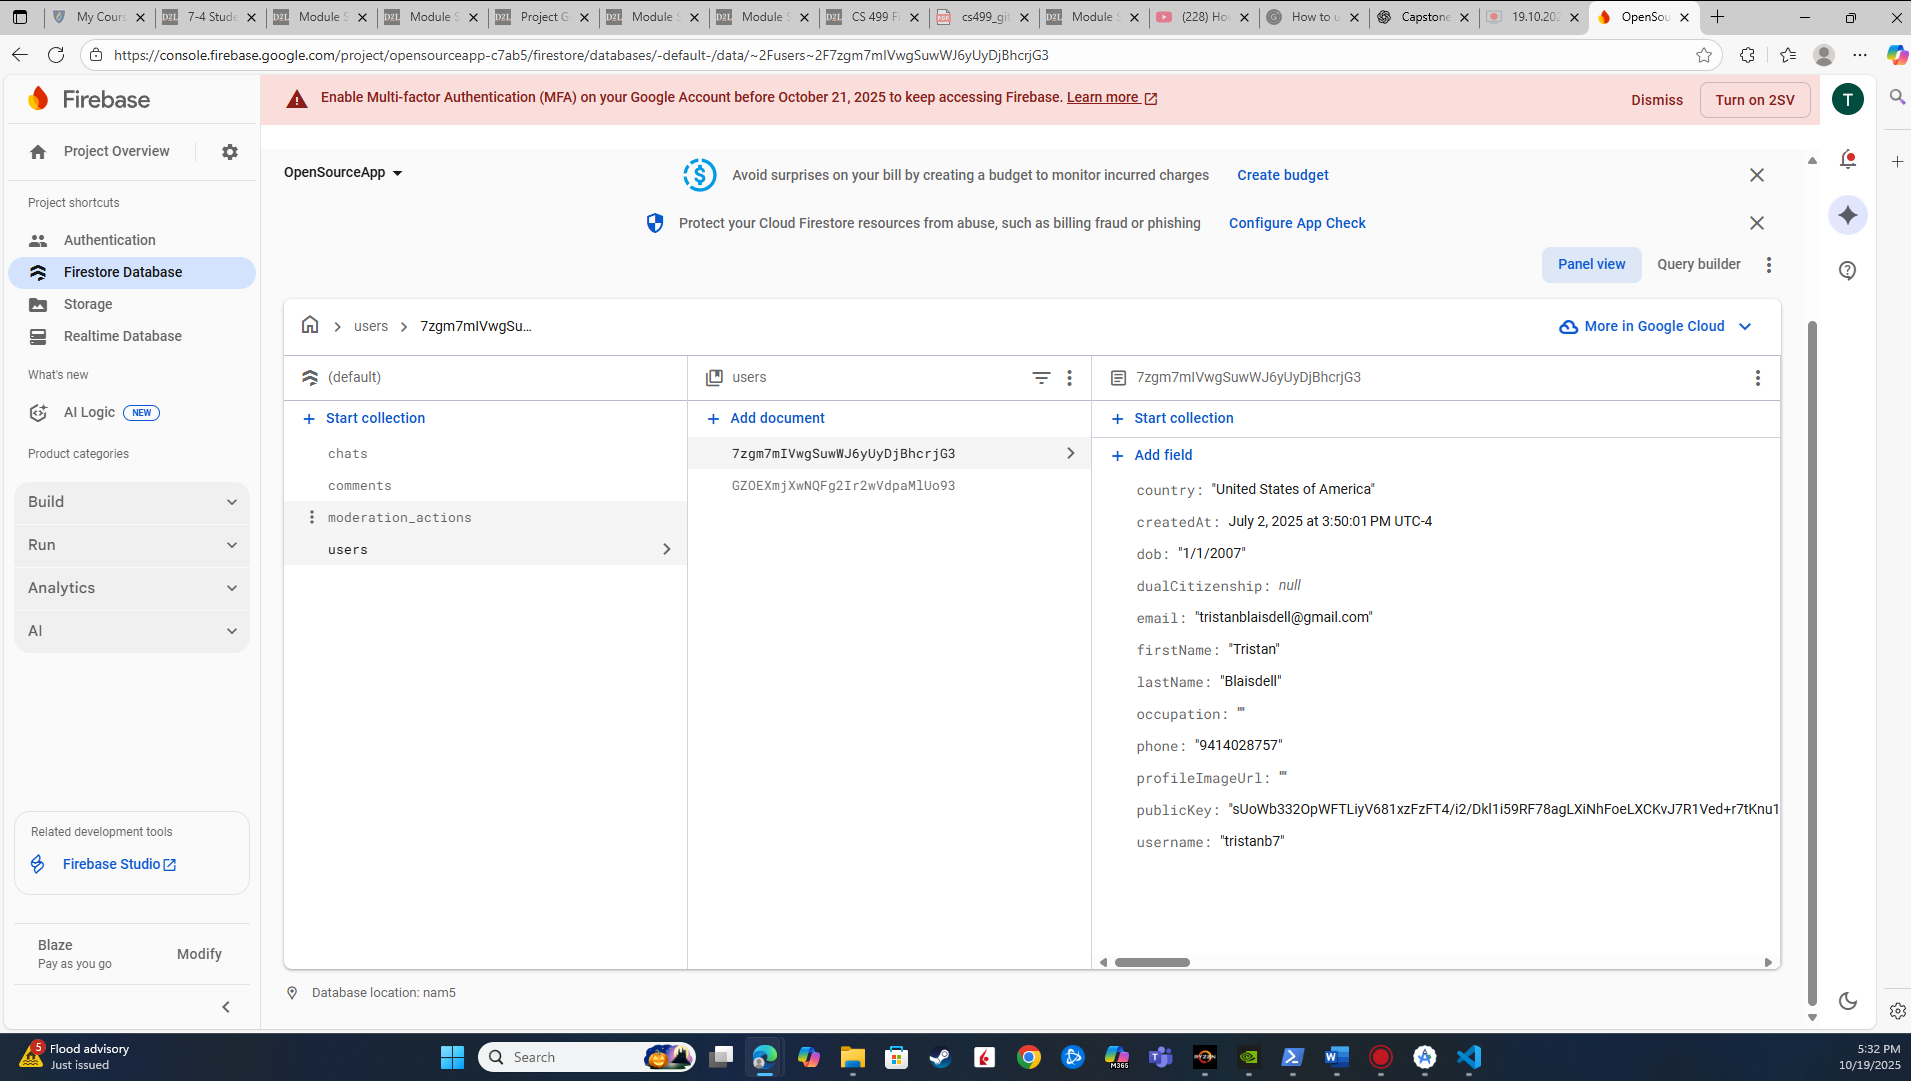 My Cours
7-4 Stude
Module S
Module S
Project G
Module S
Module S
CS 499 Fi
cs499_git
Module S
(228) Ho
How to u
Capstone
19.10.202
OpenSou
https://console.firebase.google.com/project/opensourceapp-c7ab5/firestore/databases/-default-/data/~2Fusers~2F7zgm7mIVwgSuwWJ6yUyDjBhcrjG3
Firebase
Enable Multi-factor Authentication (MFA) on your Google Account before October 21, 2025 to keep accessing Firebase. Learn more
Dismiss
Turn on 2SV
T
Project Overview
OpenSourceApp
Avoid surprises on your bill by creating a budget to monitor incurred charges
Create budget
Protect your Cloud Firestore resources from abuse, such as billing fraud or phishing
Configure App Check
Project shortcuts
Authentication
Firestore Database
Storage
Realtime Database
What's new
AI Logic NEW
Product categories
Build
Run
Analytics
AI
Related development tools
Firebase Studio
Blaze
Pay as you go
Modify
Panel view
Query builder
users
7zgm7mIVwgSu...
More in Google Cloud
(default)
Start collection
chats
comments
moderation_actions
users
users
Add document
7zgm7mIVwgSuwWJ6yUyDjBhcrjG3
GZOEXmjXwNQFg2Ir2wVdpaMlUo93
7zgm7mIVwgSuwWJ6yUyDjBhcrjG3
Start collection
Add field
country: "United States of America"
createdAt: July 2, 2025 at 3:50:01 PM UTC-4
dob: "1/1/2007"
dualCitizenship: null
email: "tristanblaisdell@gmail.com"
firstName: "Tristan"
lastName: "Blaisdell"
occupation: ""
phone: "9414028757"
profileImageUrl: ""
publicKey: "sUoWb332OpWFTLiyV681xzFzFT4/i2/Dkl1i59RF78agLXiNhFoeLXCKvJ7R1Ved+r7tKnu1
username: "tristanb7"
Database location: nam5
5
Flood advisory
Just issued
Search
M365
RYZEN
5:32 PM
10/19/2025